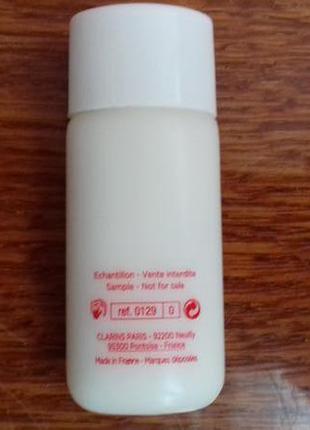 Echantillon - Vente interdite
Sample - Not for sale
ref. 0129 0
CLARINS PARIS - 92200 Neuilly
95300 Pontoise - France
Made in France - Marques déposées